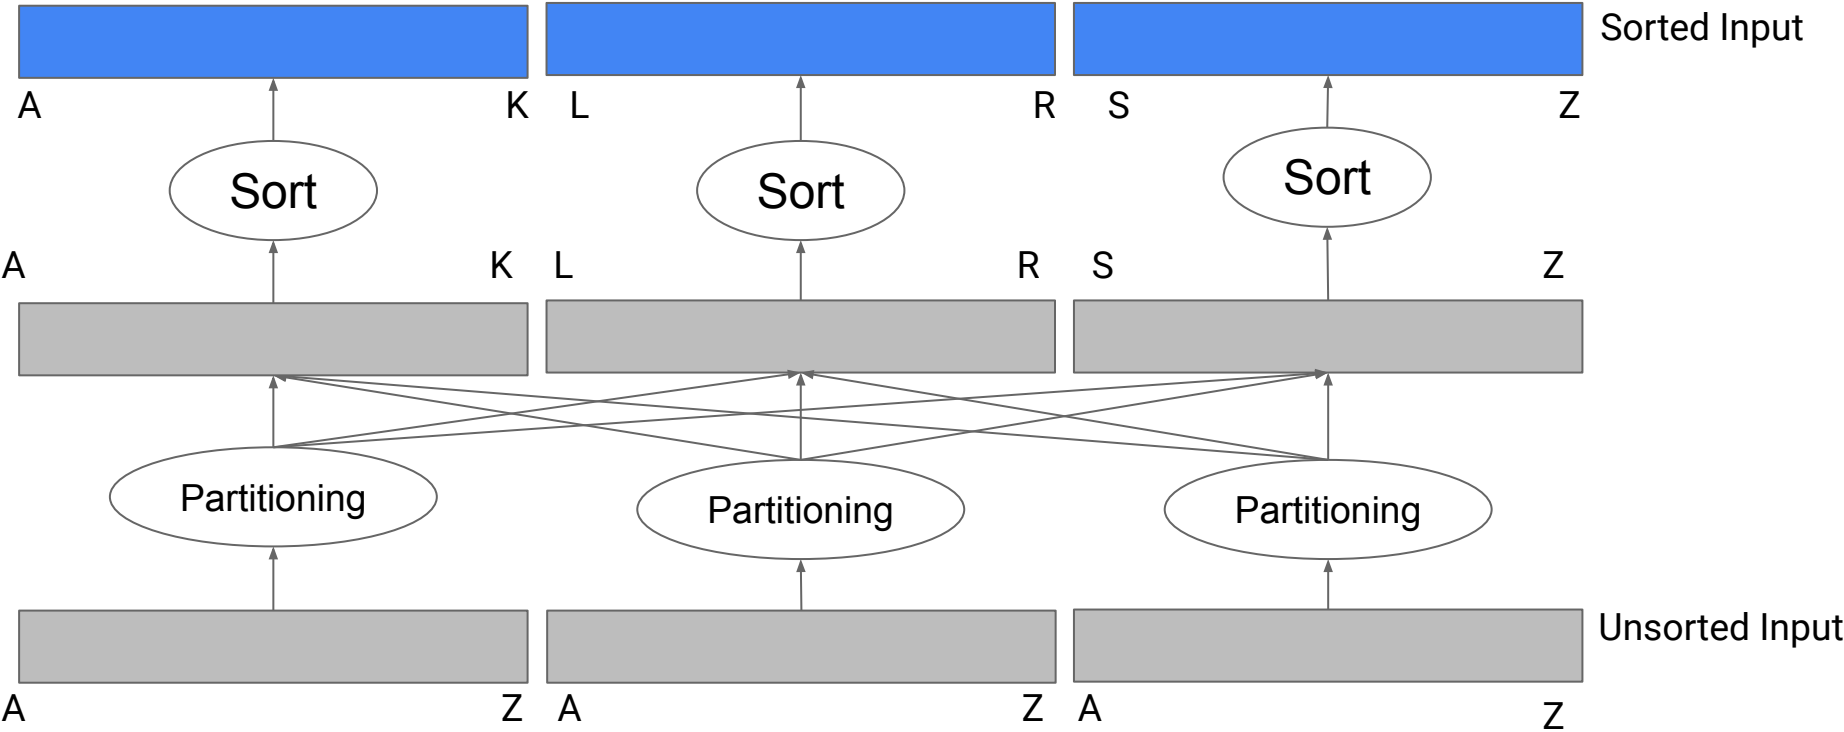 Sorted Input
A K L R S Z
Sort Sort Sort
A K L R S Z
Partitioning Partitioning Partitioning
Unsorted Input
A Z A Z A Z